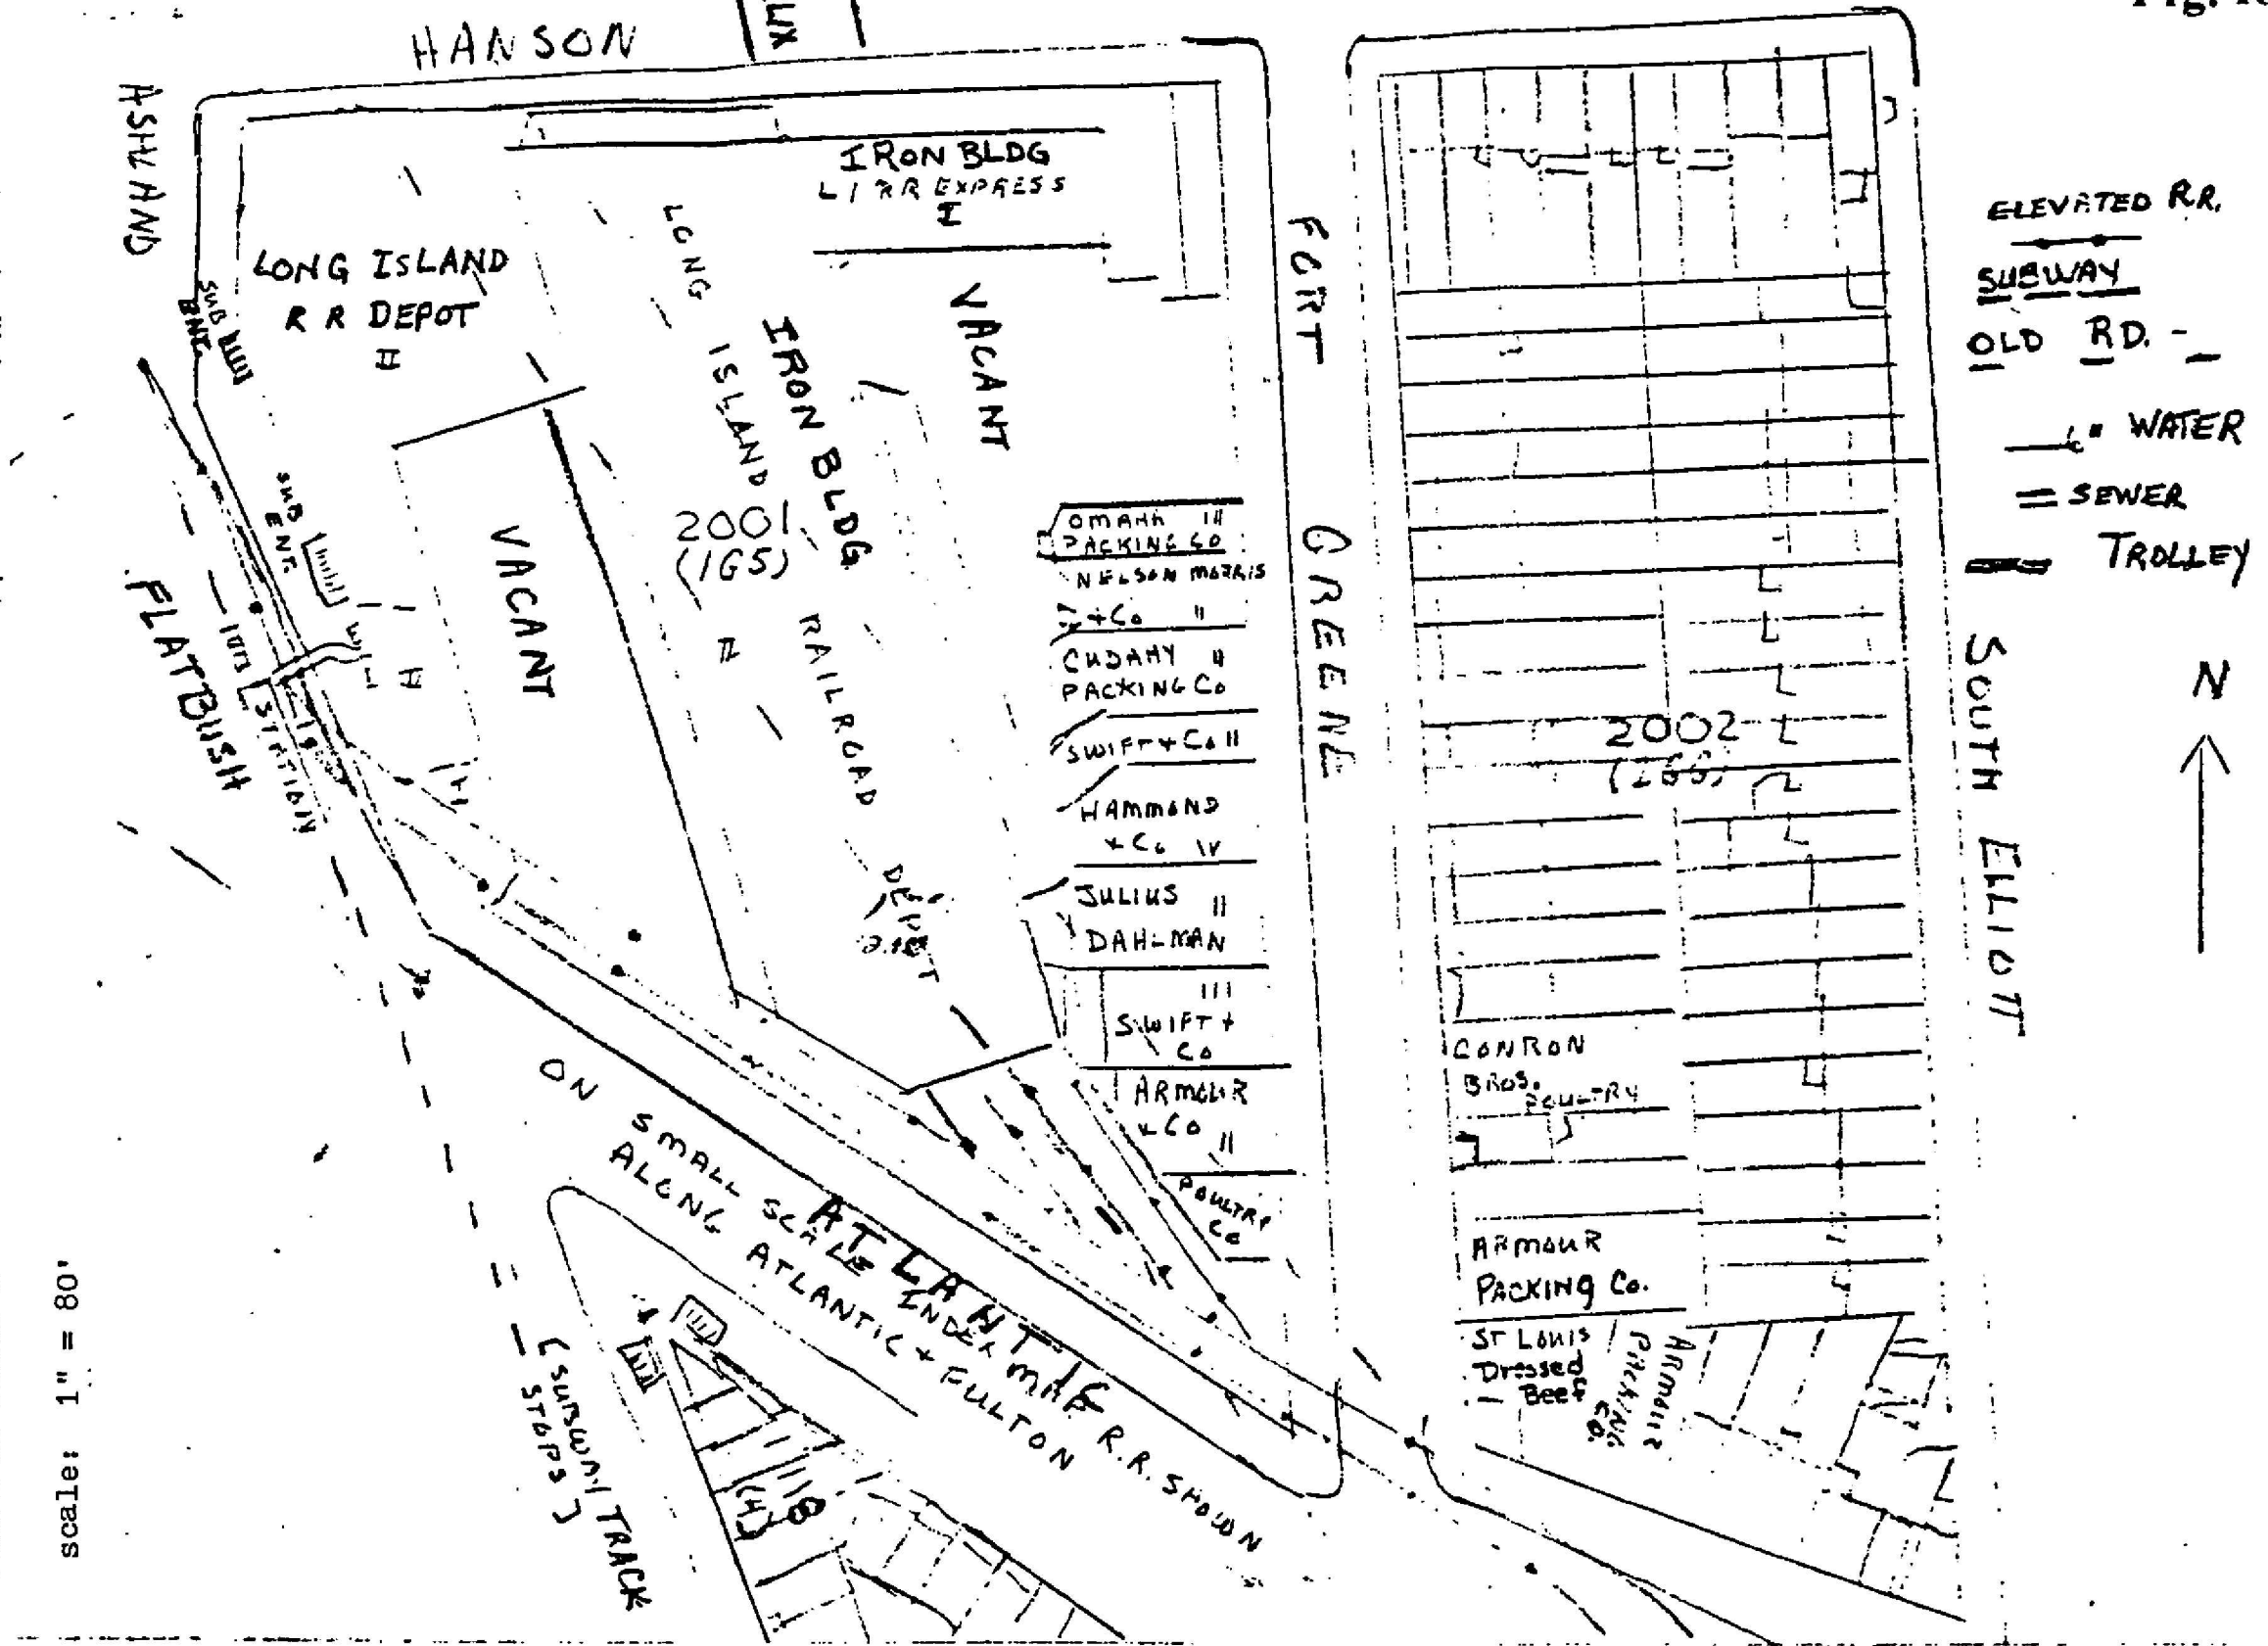 HANSON
ASHLAND
IRON BLDG
LIRR EXPRESS
I
LONG ISLAND
R R DEPOT
II
SUB
ENT.
SUB
ENT.
VACANT
LONG ISLAND RAILROAD DEPOT
IRON BLDG.
2001
(165)
II
VACANT
FLATBUSH
STATION
II
OMAHA III
PACKING CO
NELSON MORRIS
+ Co II
CUDAHY II
PACKING Co
SWIFT + Co II
HAMMOND
+ Co IV
JULIUS II
DAHLMAN
III
SWIFT +
Co
ARMOUR
+ Co II
POULTRY
Co
FORT GREENE
2002
(166)
CONRON
BROS.
POULTRY
ARMOUR
PACKING Co.
ST LOUIS
Dressed
Beef
ARMOUR
PACKING
CO.
SOUTH ELLIOTT
ELEVATED R.R.
SUBWAY
OLD RD. -
6" WATER
= SEWER
TROLLEY
N
ATLANTIC
ON SMALL SCALE INDEX MAP R.R. SHOWN
ALONG ATLANTIC + FULTON
(SUBWAY TRACK
STOPS)
scale: 1" = 80'